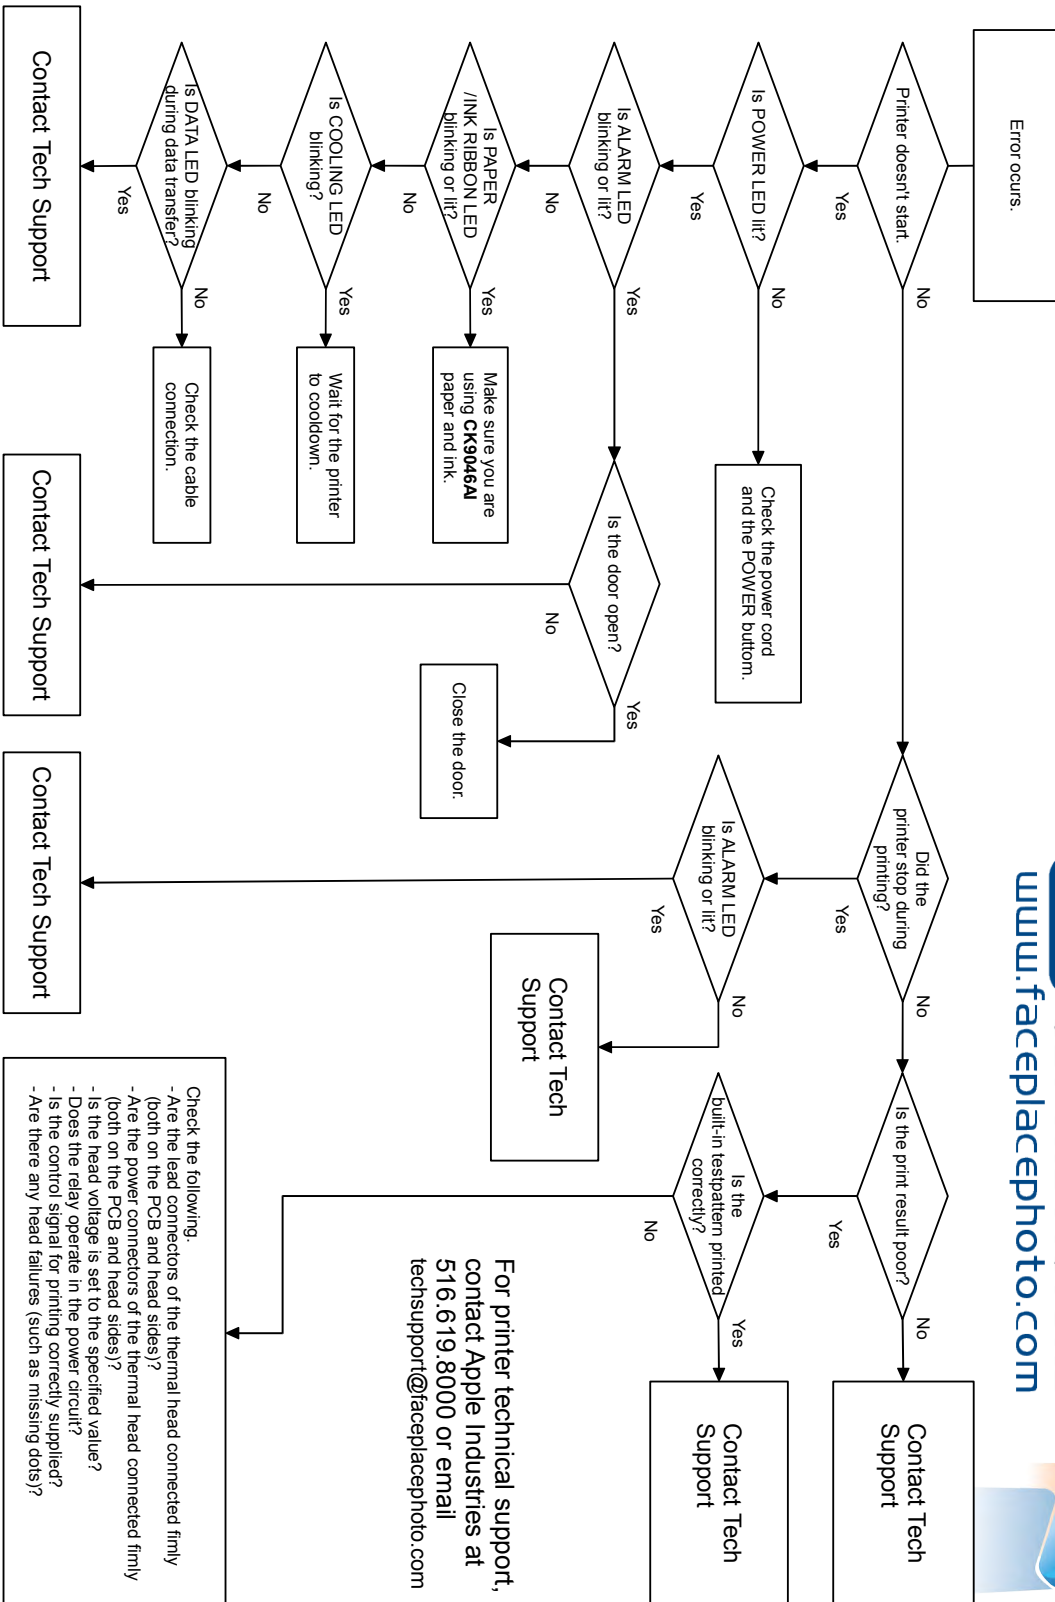 www.faceplacephoto.com
Error ocurs.
Printer doesn't start.
Yes
No
Is POWER LED lit?
Yes
No
Check the power cord
and the POWER buttom.
Is ALARM LED
blinking or lit?
No
Yes
Is the door open?
No
Yes
Close the door.
Contact Tech Support
Is PAPER
/INK RIBBON LED
blinking or lit?
No
Yes
Make sure you are
using CK9046AI
paper and ink.
Is COOLING LED
blinking?
No
Yes
Wait for the printer
to cooldown.
Is DATA LED blinking
during data transfer?
Yes
No
Check the cable
connection.
Contact Tech Support
Did the
printer stop during
printing?
Yes
No
Is ALARM LED
blinking or lit?
Yes
No
Contact Tech
Support
Contact Tech Support
Is the print result poor?
Yes
No
Contact Tech
Support
Is the
built-in testpattern printed
correctly?
No
Yes
Contact Tech
Support
For printer technical support,
contact Apple Industries at
516.619.8000 or email
techsupport@faceplacephoto.com
Check the following.
- Are the lead connectors of the thermal head connected fimly
(both on the PCB and head sides)?
- Are the power connectors of the thermal head connected fimly
(both on the PCB and head sides)?
- Is the head voltage is set to the specified value?
- Does the relay operate in the power circuit?
- Is the control signal for printing correctly supplied?
- Are there any head failures (such as missing dots)?